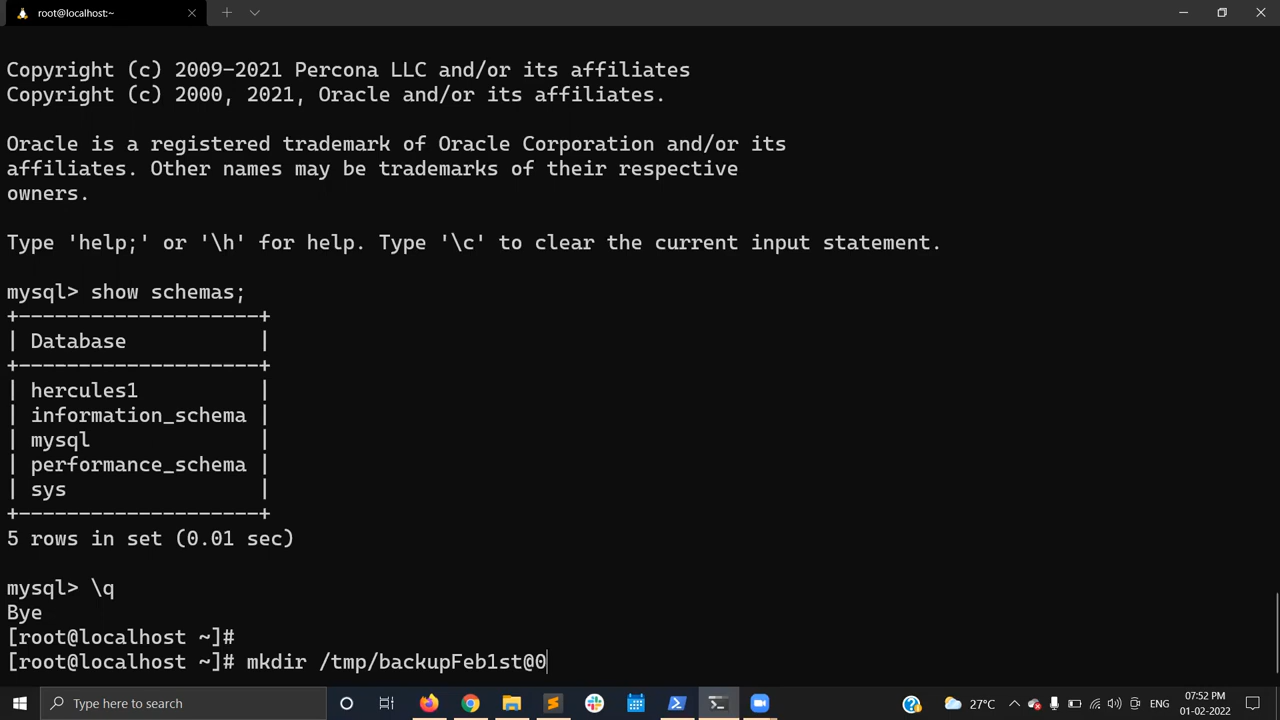 root@localhost:~
Copyright (c) 2009-2021 Percona LLC and/or its affiliates
Copyright (c) 2000, 2021, Oracle and/or its affiliates.
Oracle is a registered trademark of Oracle Corporation and/or its
affiliates. Other names may be trademarks of their respective
owners.
Type 'help;' or '\h' for help. Type '\c' to clear the current input statement.
mysql> show schemas;
+--------------------+
| Database           |
+--------------------+
| hercules1          |
| information_schema |
| mysql              |
| performance_schema |
| sys                |
+--------------------+
5 rows in set (0.01 sec)
mysql> \q
Bye
[root@localhost ~]#
[root@localhost ~]# mkdir /tmp/backupFeb1st@0
Type here to search
27°C
ENG
07:52 PM
01-02-2022